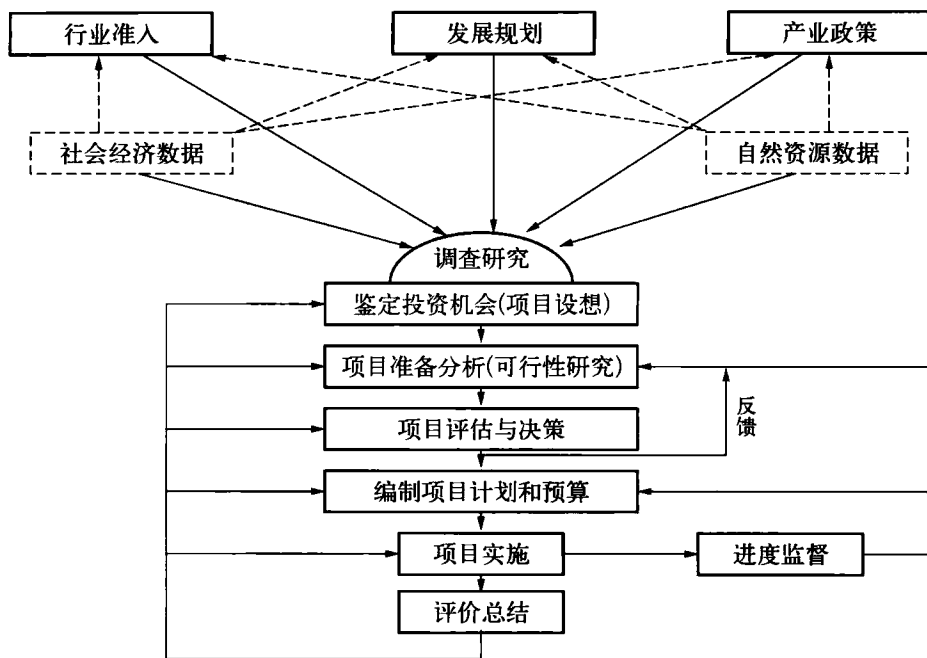 行业准入
发展规划
产业政策
社会经济数据
自然资源数据
调查研究
鉴定投资机会(项目设想)
项目准备分析(可行性研究)
反馈
项目评估与决策
编制项目计划和预算
项目实施
进度监督
评价总结